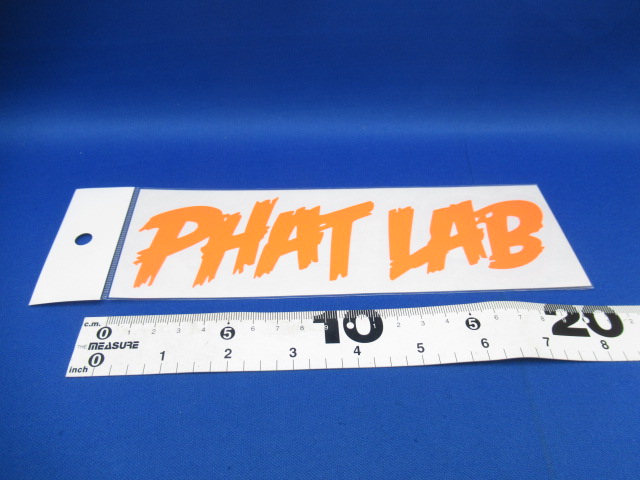 PHAT LAB
c.m. 0 5 10 5 20
THE MEASURE
inch 0 1 2 3 4 5 6 7 8